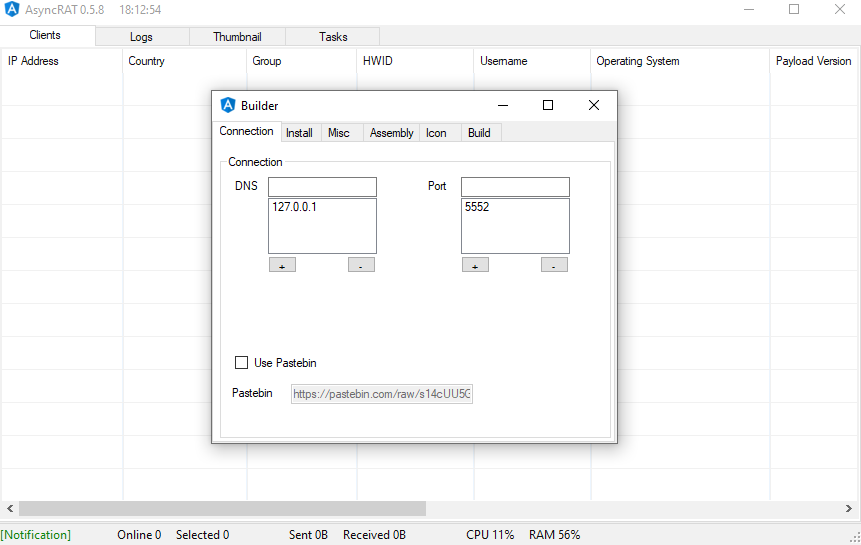 AsyncRAT 0.5.8 18:12:54
Clients Logs Thumbnail Tasks
IP Address Country Group HWID Username Operating System Payload Version
Builder
Connection Install Misc Assembly Icon Build
Connection
DNS Port
127.0.0.1 5552
+ - + -
Use Pastebin
Pastebin https://pastebin.com/raw/s14cUU5G
[Notification] Online 0 Selected 0 Sent 0B Received 0B CPU 11% RAM 56%